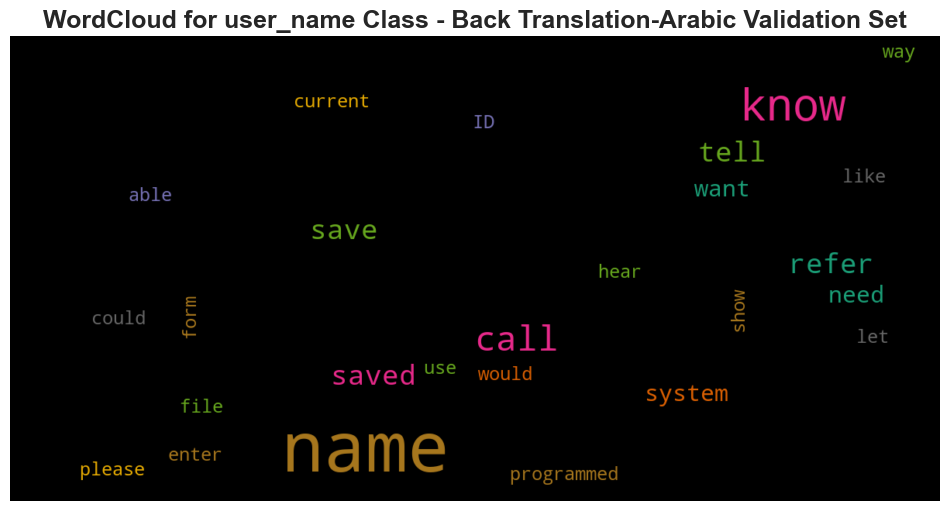 WordCloud for user_name Class - Back Translation-Arabic Validation Set
way
current
know
ID
tell
like
want
able
save
refer
hear
need
form
show
could
let
call
use
saved
would
system
file
name
enter
please
programmed